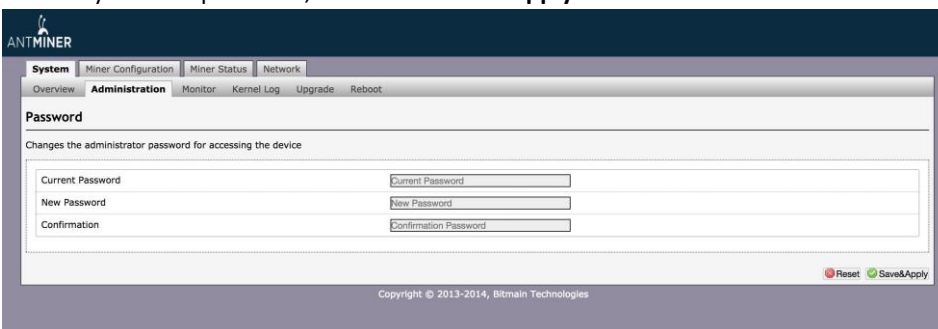 pply
ANTMINER
System Miner Configuration Miner Status Network
Overview Administration Monitor Kernel Log Upgrade Reboot
Password
Changes the administrator password for accessing the device
Current Password Current Password
New Password New Password
Confirmation Confirmation Password
Reset Save&Apply
Copyright © 2013-2014, Bitmain Technologies